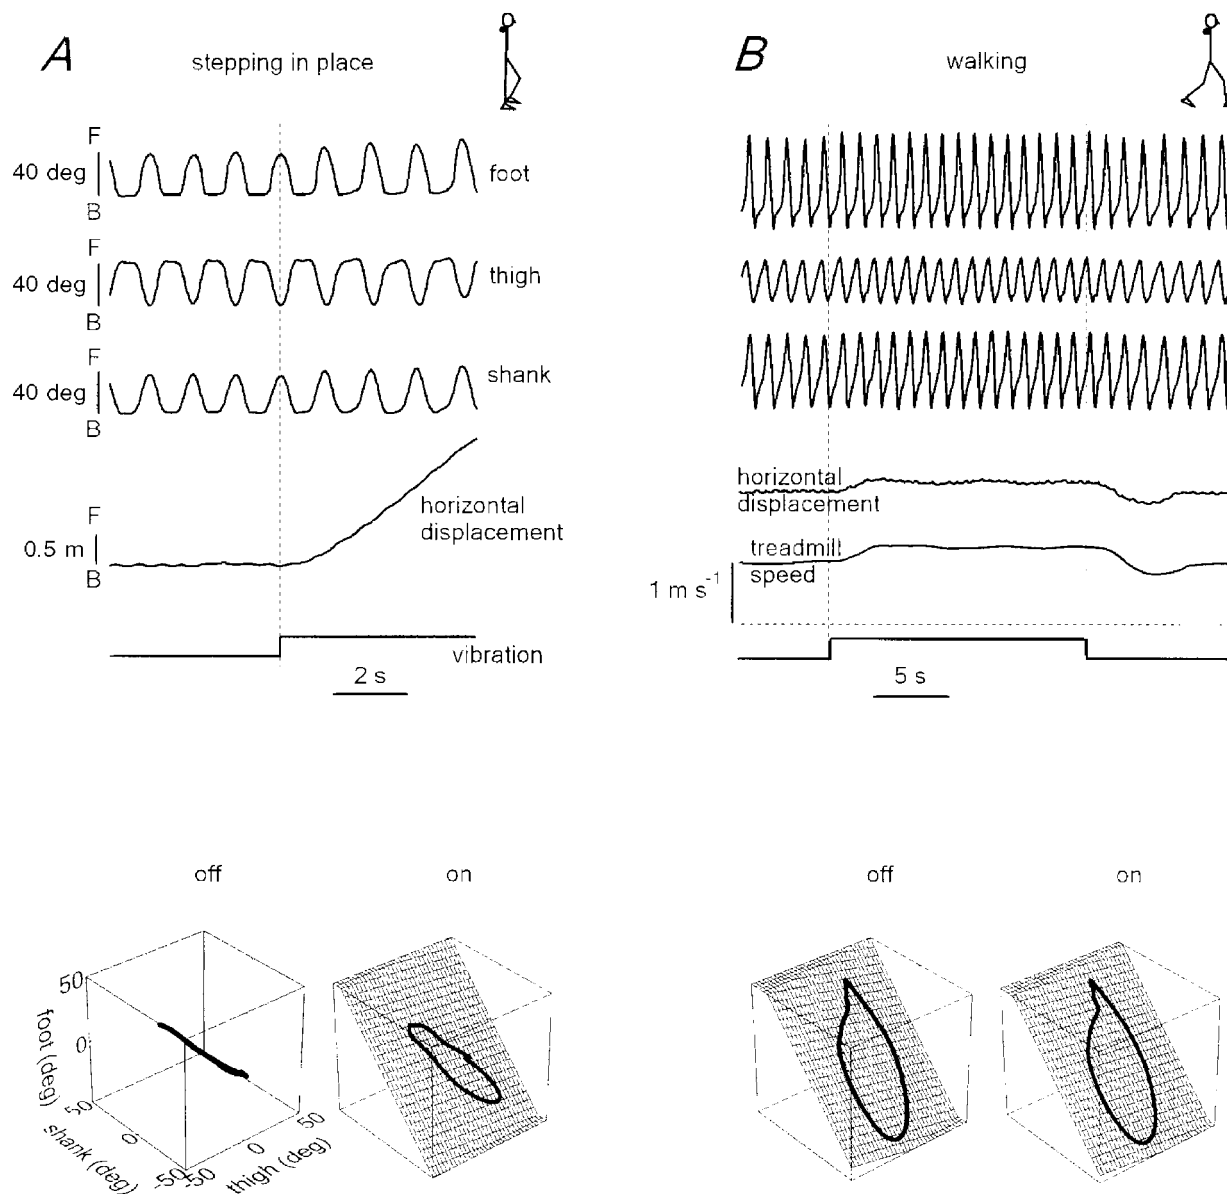 A
stepping in place
F
40 deg
B
foot
F
40 deg
B
thigh
F
40 deg
B
shank
F
0.5 m
B
horizontal
displacement
vibration
2 s
B
walking
horizontal
displacement
treadmill
speed
1 m s⁻¹
5 s
off
on
50
0
50
foot (deg)
0
-50
shank (deg)
-50
0
50
thigh (deg)
off
on